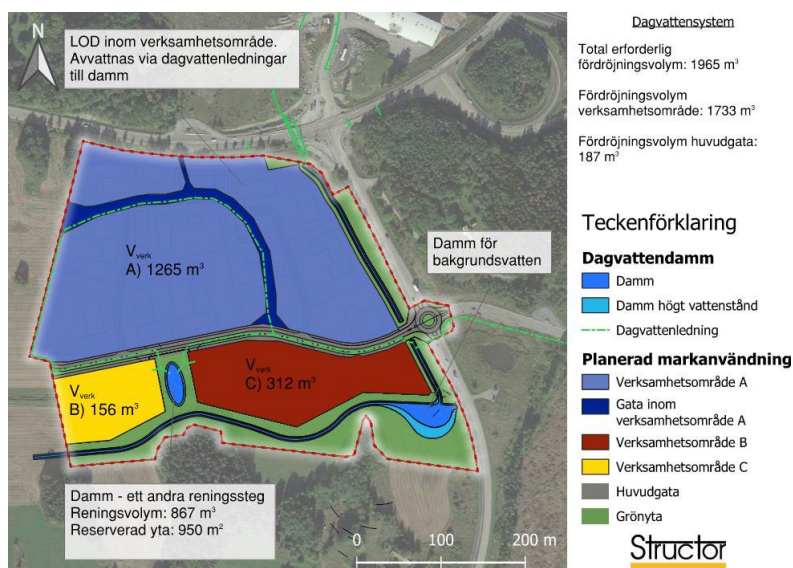 N
LOD inom verksamhetsområde.
Avvattnas via dagvattenledningar
till damm
V verk
A) 1265 m³
Damm för
bakgrundsvatten
V verk
B) 156 m³
V verk
C) 312 m³
Damm - ett andra reningssteg
Reningsvolym: 867 m³
Reserverad yta: 950 m²
0 100 200 m
Dagvattensystem
Total erforderlig
fördröjningsvolym: 1965 m³
Fördröjningsvolym
verksamhetsområde: 1733 m³
Fördröjningsvolym huvudgata:
187 m³
Teckenförklaring
Dagvattendamm
Damm
Damm högt vattenstånd
Dagvattenledning
Planerad markanvändning
Verksamhetsområde A
Gata inom
verksamhetsområde A
Verksamhetsområde B
Verksamhetsområde C
Huvudgata
Grönyta
Structor